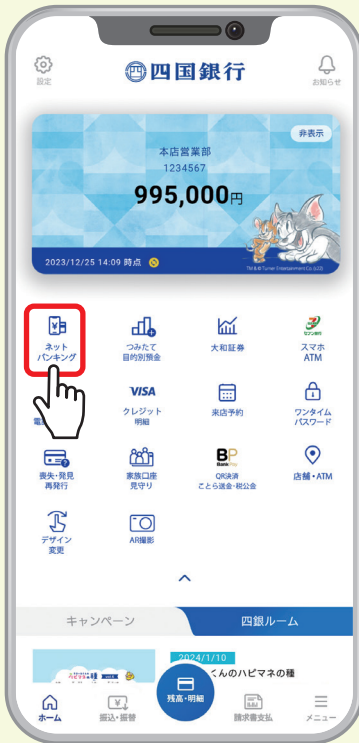 設定
四国銀行
お知らせ
非表示
本店営業部
1234567
995,000円
2023/12/25 14:09 時点
ネット
バンキング
つみたて
目的別預金
大和証券
スマホ
ATM
VISA
クレジット
明細
来店予約
ワンタイム
パスワード
喪失・発見
再発行
家族口座
見守り
BP
QR決済
ことら送金・税公金
店舗・ATM
デザイン
変更
AR撮影
キャンペーン
四銀ルーム
2024/1/10
くんのハピマネの種
ホーム
振込・振替
残高・明細
請求書支払
メニュー